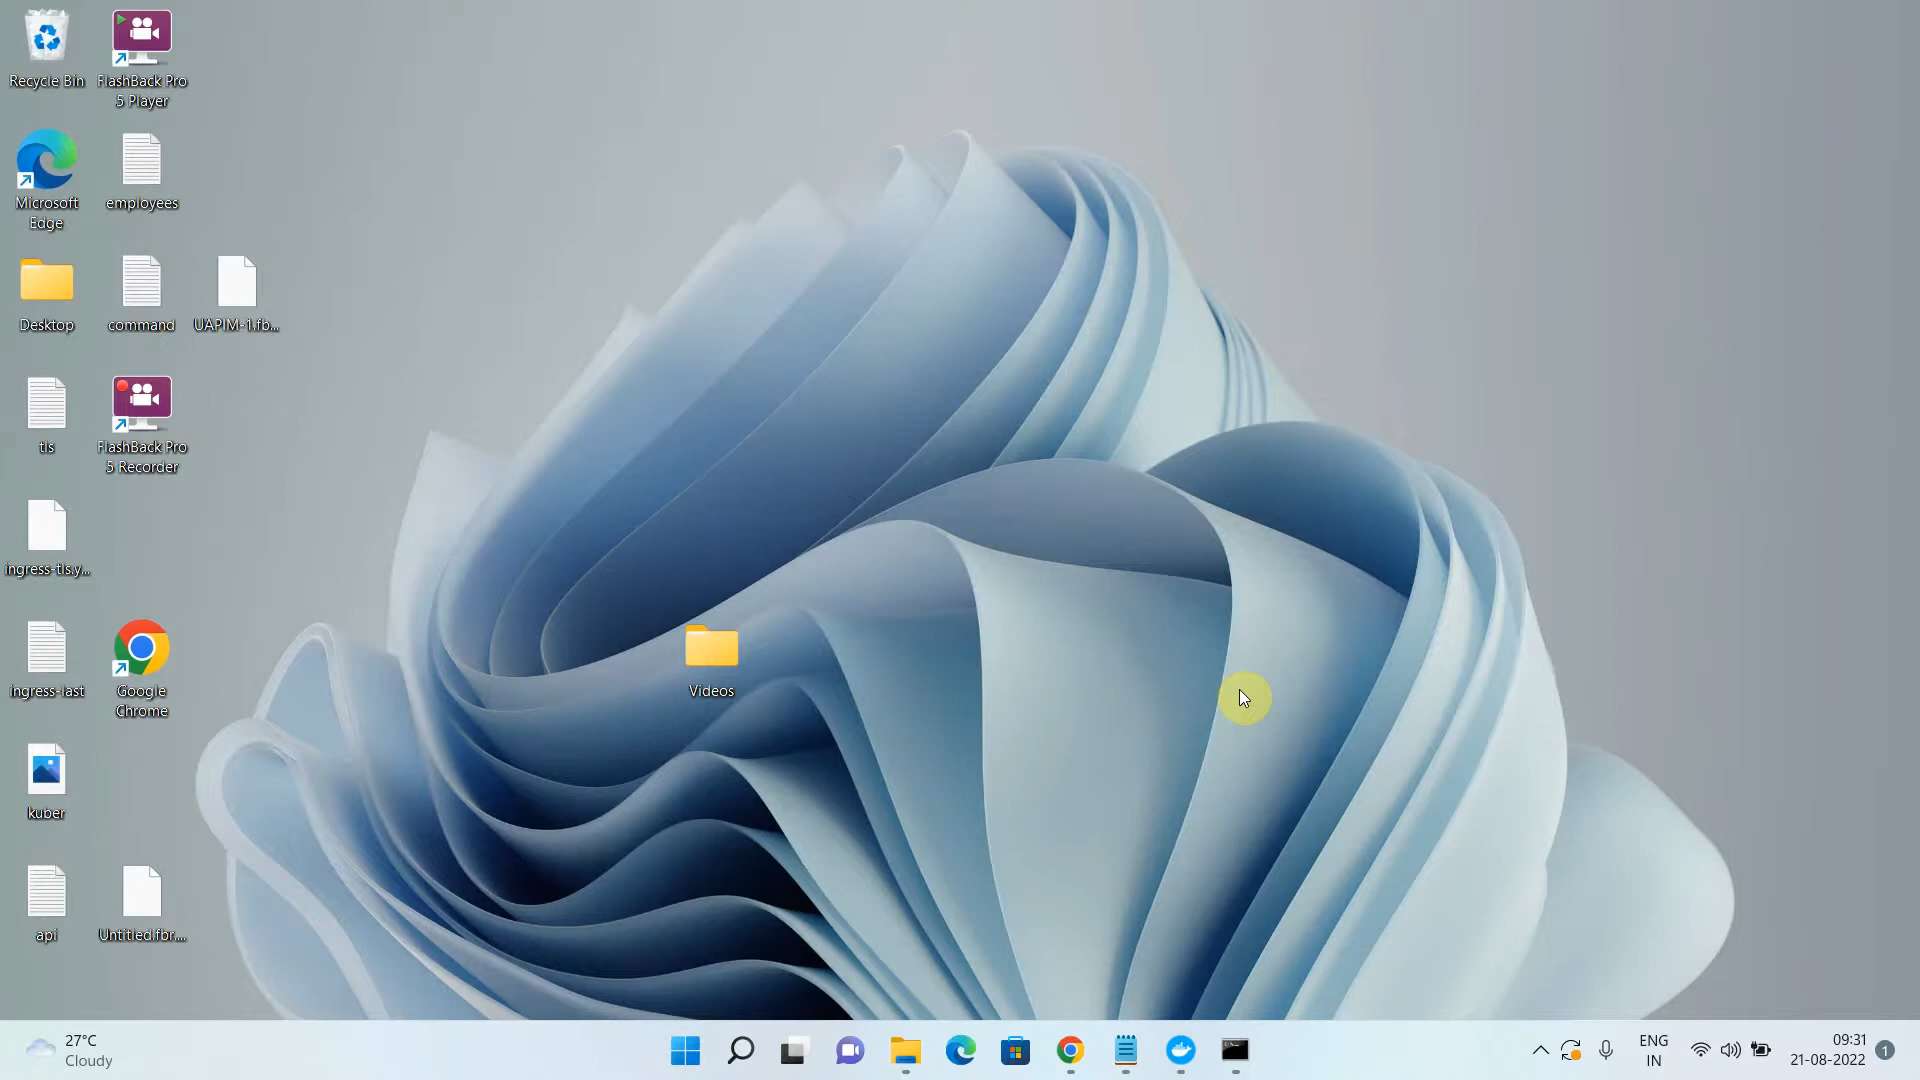 Recycle Bin
FlashBack Pro
5 Player
Microsoft
Edge
employees
Desktop
command
UAPIM-1.fb...
tls
FlashBack Pro
5 Recorder
ingress-tls.y...
ingress-last
Google
Chrome
Videos
kuber
api
Untitled.fbr....
27°C
Cloudy
ENG
IN
09:31
21-08-2022
1